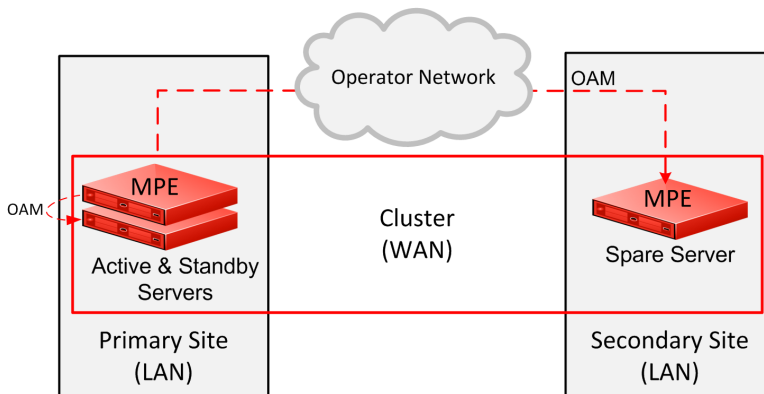 Operator Network
OAM
MPE
OAM
Active & Standby
Servers
Cluster
(WAN)
MPE
Spare Server
Primary Site
(LAN)
Secondary Site
(LAN)